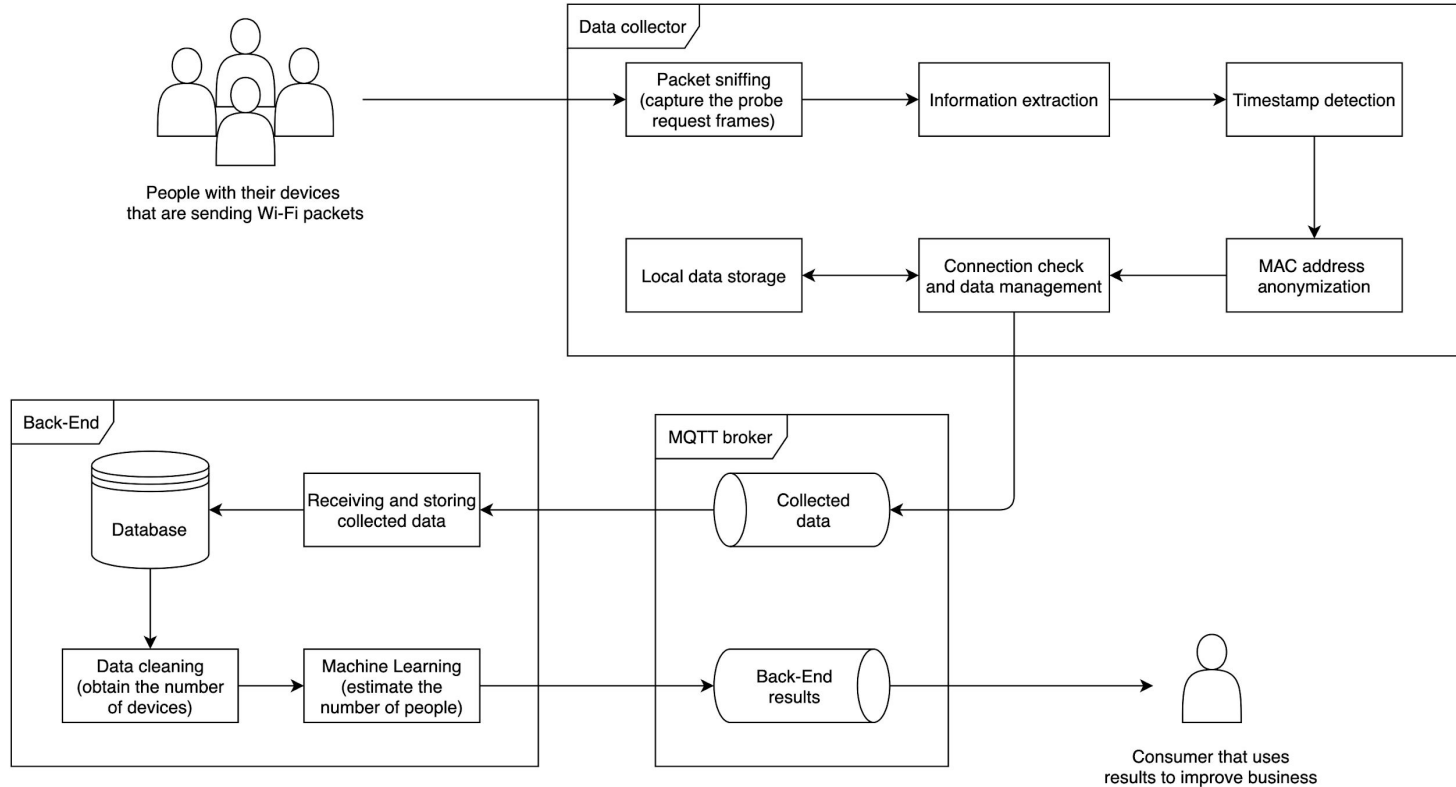 Data collector
Packet sniffing
(capture the probe
request frames)
Information extraction
Timestamp detection
People with their devices
that are sending Wi-Fi packets
Local data storage
Connection check
and data management
MAC address
anonymization
Back-End
MQTT broker
Database
Receiving and storing
collected data
Collected
data
Data cleaning
(obtain the number
of devices)
Machine Learning
(estimate the
number of people)
Back-End
results
Consumer that uses
results to improve business